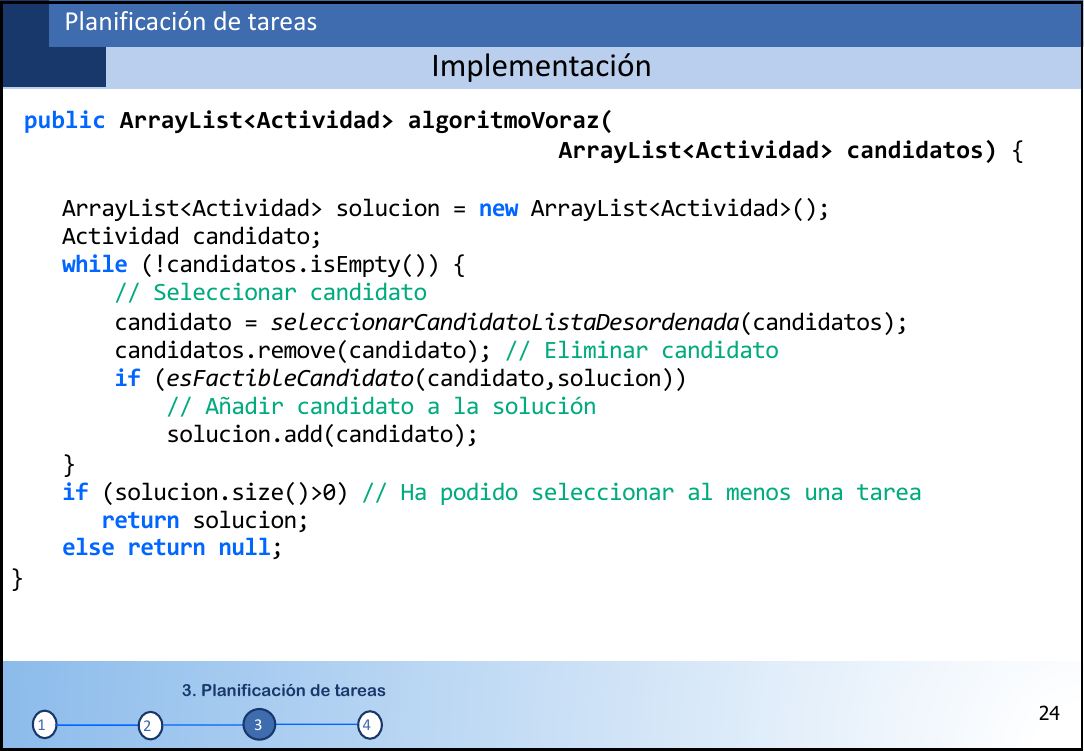 Planificación de tareas
Implementación
public ArrayList<Actividad> algoritmoVoraz(
ArrayList<Actividad> candidatos) {
ArrayList<Actividad> solucion = new ArrayList<Actividad>();
Actividad candidato;
while (!candidatos.isEmpty()) {
// Seleccionar candidato
candidato = seleccionarCandidatoListaDesordenada(candidatos);
candidatos.remove(candidato); // Eliminar candidato
if (esFactibleCandidato(candidato,solucion))
// Añadir candidato a la solución
solucion.add(candidato);
}
if (solucion.size()>0) // Ha podido seleccionar al menos una tarea
return solucion;
else return null;
}
3. Planificación de tareas
1 2 3 4
24